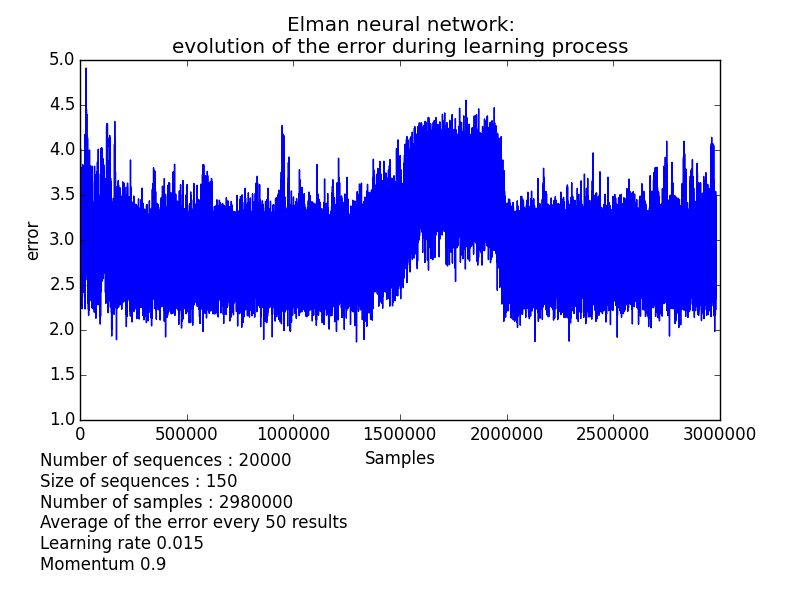 Elman neural network:
evolution of the error during learning process
5.0
4.5
4.0
3.5
3.0
2.5
2.0
1.5
1.0
error
0 500000 1000000 1500000 2000000 2500000 3000000
Samples
Number of sequences : 20000
Size of sequences : 150
Number of samples : 2980000
Average of the error every 50 results
Learning rate 0.015
Momentum 0.9